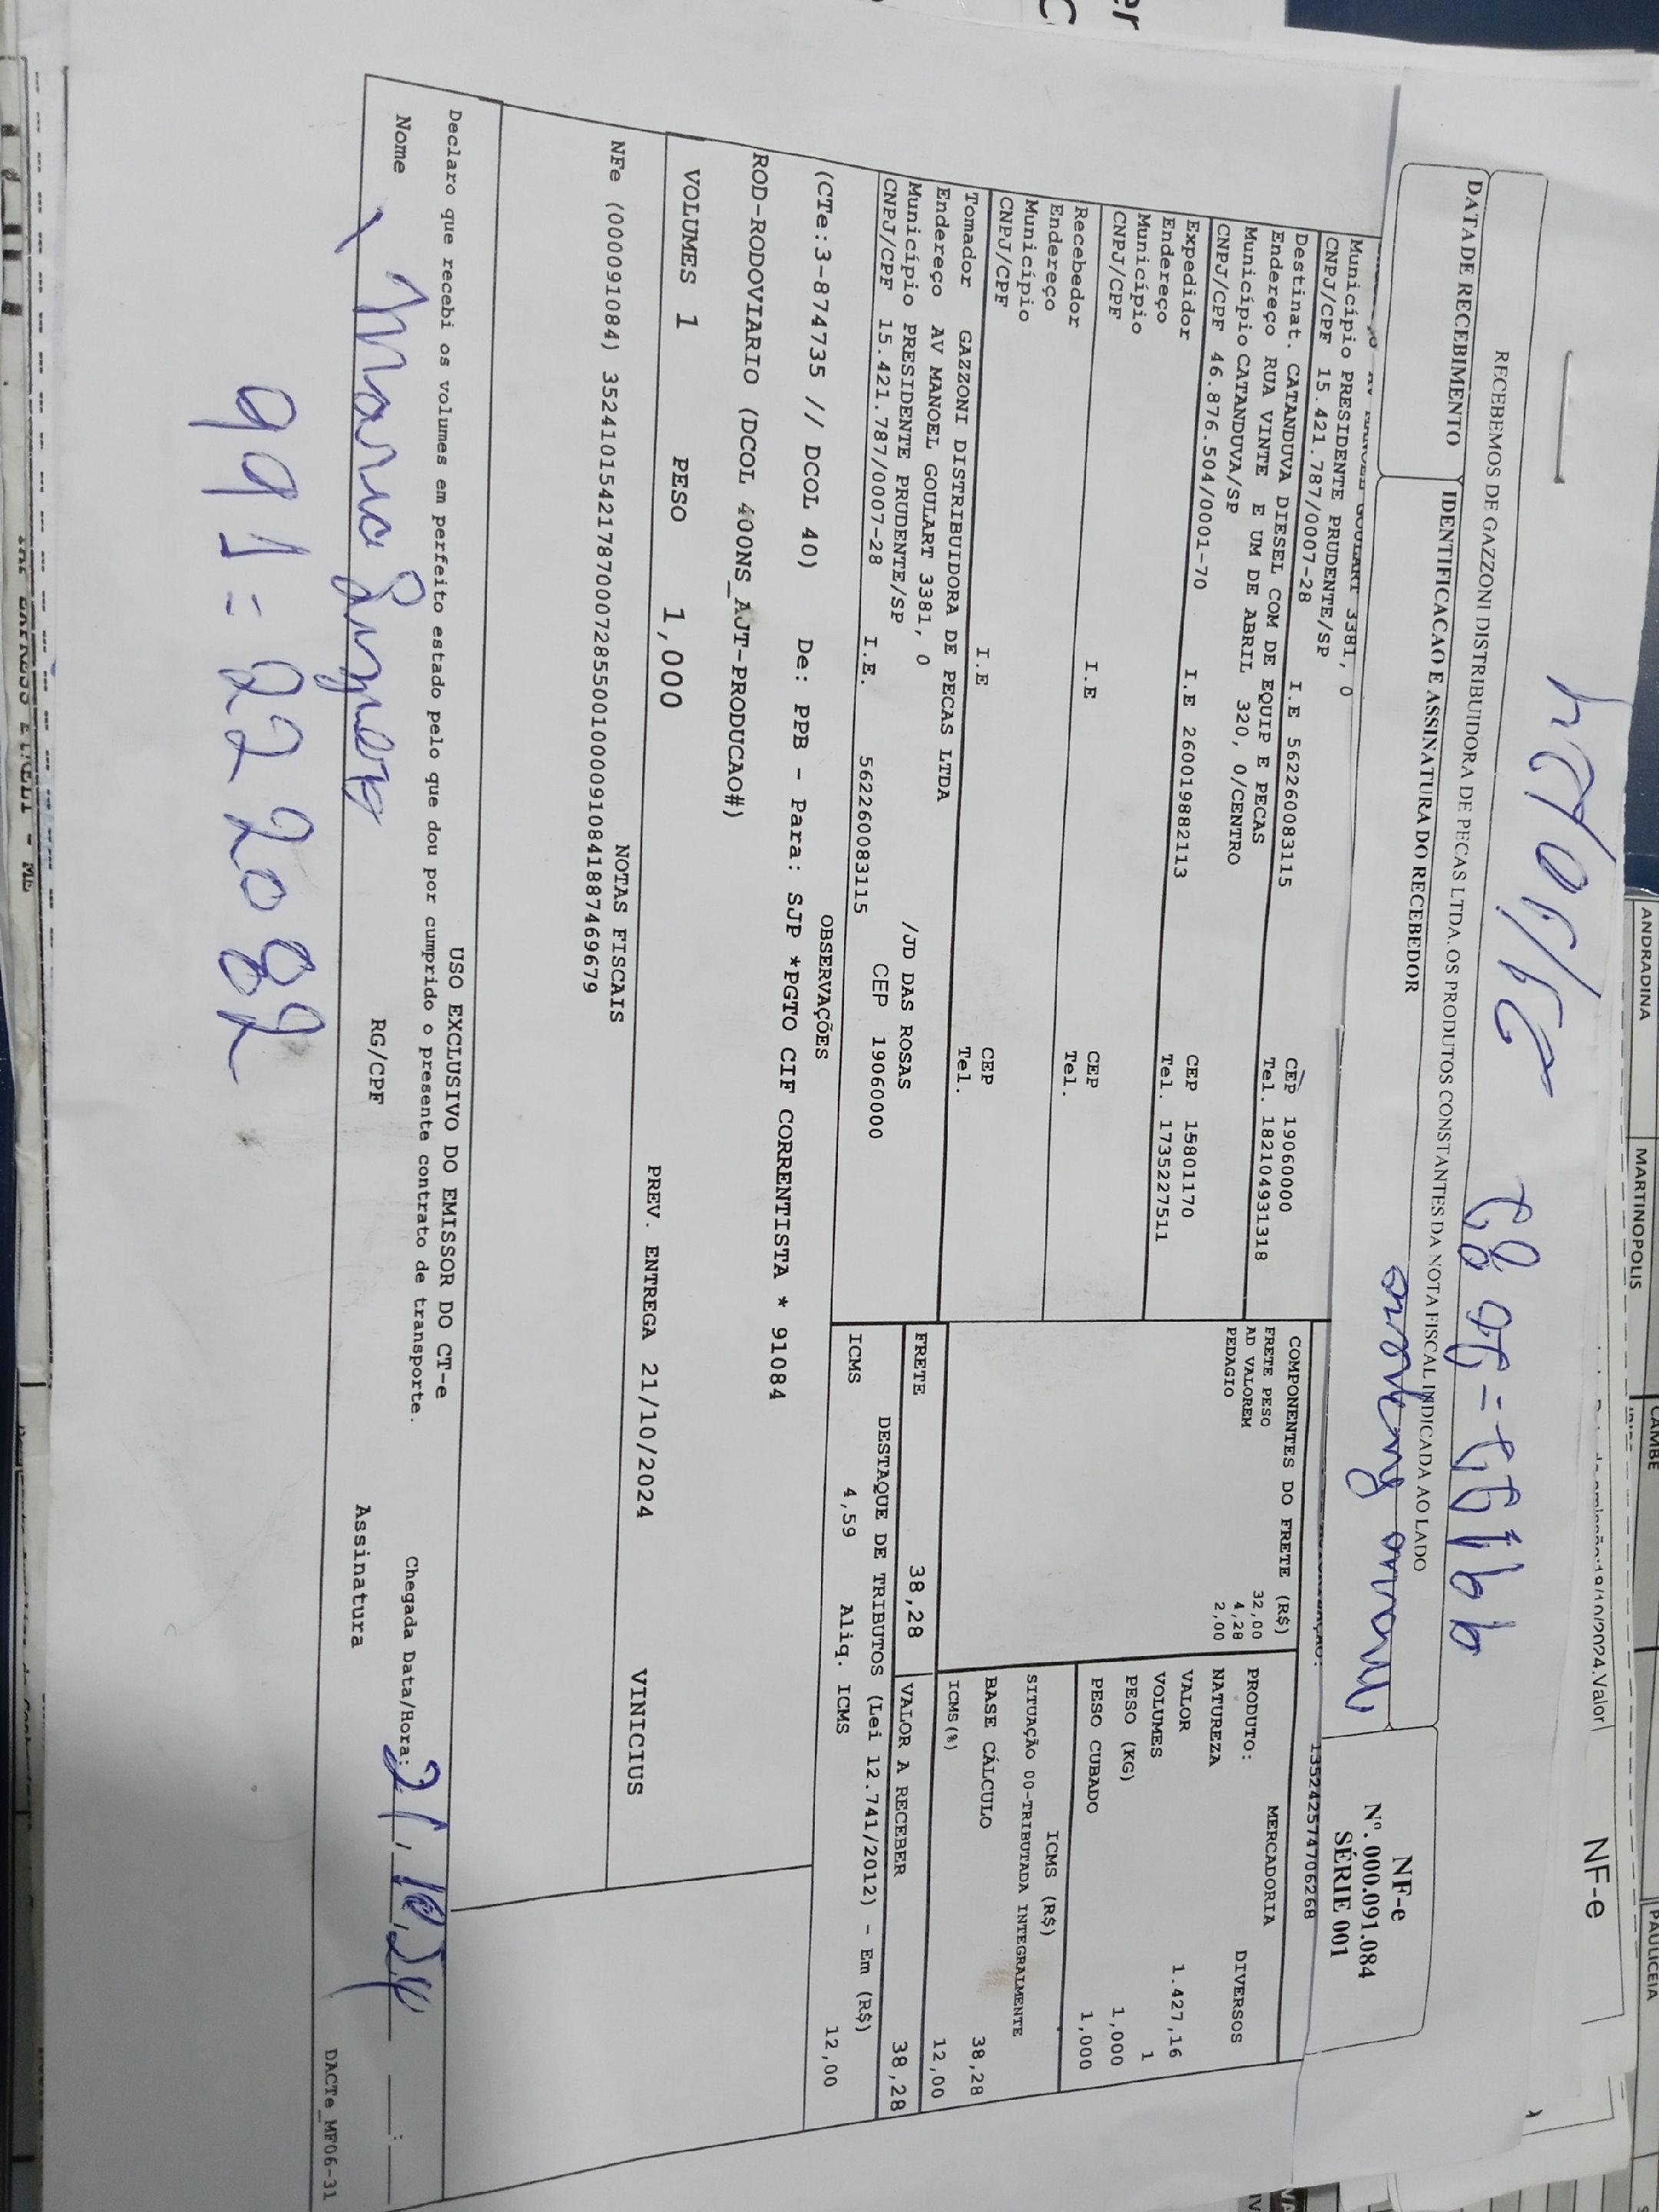 ANDRADINA
MARTINOPOLIS
CAMBE
PAULICEIA
NF-e
RECEBEMOS DE GAZZONI DISTRIBUIDORA DE PECAS LTDA. OS PRODUTOS CONSTANTES DA NOTA FISCAL INDICADA AO LADO
DATA DE RECEBIMENTO
IDENTIFICACAO E ASSINATURA DO RECEBEDOR
NF-e
Nº. 000.091.084
SÉRIE 001
GOULART 3381, 0
Município PRESIDENTE PRUDENTE/SP
CNPJ/CPF 15.421.787/0007-28 I.E 562260083115 CEP 19060000
Tel. 182104931318
135242574706268
Destinat. CATANDUVA DIESEL COM DE EQUIP E PECAS
Endereço RUA VINTE E UM DE ABRIL 320, 0/CENTRO
Município CATANDUVA/SP CEP 15801170
CNPJ/CPF 46.876.504/0001-70 I.E 260019882113 Tel. 1735227511
COMPONENTES DO FRETE (R$)
FRETE PESO 32,00
AD VALOREM 4,28
PEDAGIO 2,00
MERCADORIA
PRODUTO: DIVERSOS
NATUREZA
VALOR 1.427,16
VOLUMES 1
PESO (KG) 1,000
PESO CUBADO 1,000
Expedidor
Endereço
Município CEP
CNPJ/CPF I.E Tel.
Recebedor
Endereço
Município CEP
CNPJ/CPF I.E Tel.
ICMS (R$)
SITUAÇÃO 00-TRIBUTADA INTEGRALMENTE
BASE CÁLCULO 38,28
ICMS(%) 12,00
Tomador GAZZONI DISTRIBUIDORA DE PECAS LTDA
Endereço AV MANOEL GOULART 3381, 0 /JD DAS ROSAS
Município PRESIDENTE PRUDENTE/SP CEP 19060000
CNPJ/CPF 15.421.787/0007-28 I.E. 562260083115
FRETE 38,28 VALOR A RECEBER 38,28
DESTAQUE DE TRIBUTOS (Lei 12.741/2012) - Em (R$)
ICMS 4,59 Aliq. ICMS 12,00
OBSERVAÇÕES
(CTe:3-874735 // DCOL 40) De: PPB - Para: SJP *PGTO CIF CORRENTISTA * 91084
ROD-RODOVIARIO (DCOL 400NS_AJT-PRODUCAO#)
VOLUMES 1 PESO 1,000 PREV. ENTREGA 21/10/2024 VINICIUS
NOTAS FISCAIS
NFe (000091084) 35241015421787000728550010000910841887469679
USO EXCLUSIVO DO EMISSOR DO CT-e
Declaro que recebi os volumes em perfeito estado pelo que dou por cumprido o presente contrato de transporte.
Chegada Data/Hora: 21, 10, 24
Nome RG/CPF Assinatura
DACTe_MF06-31
991=222082